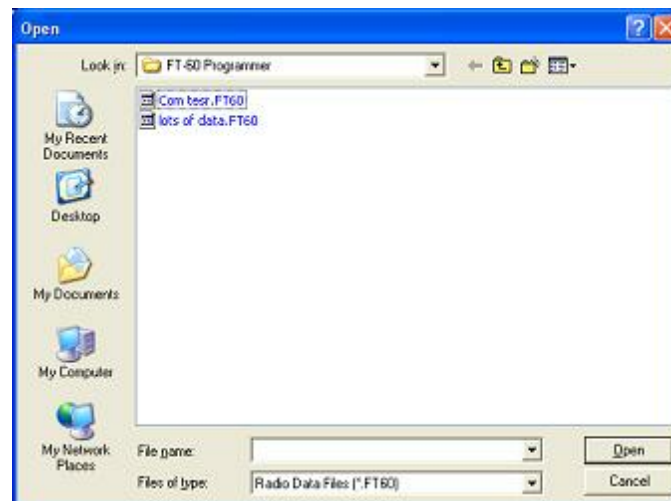 Open
Look in: FT-60 Programmer
Com tesr.FT60
lots of data.FT60
My Recent
Documents
Desktop
My Documents
My Computer
My Network
Places
File name:
Open
Files of type: Radio Data Files (*.FT60)
Cancel